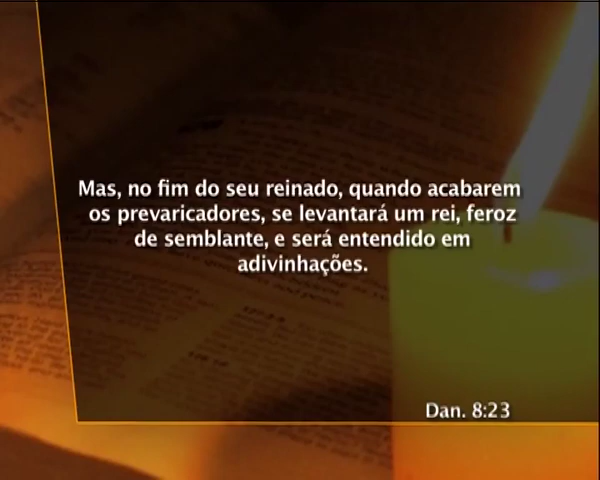 Mas, no fim do seu reinado, quando acabarem
os prevaricadores, se levantará um rei, feroz
de semblante, e será entendido em
adivinhações.
Dan. 8:23